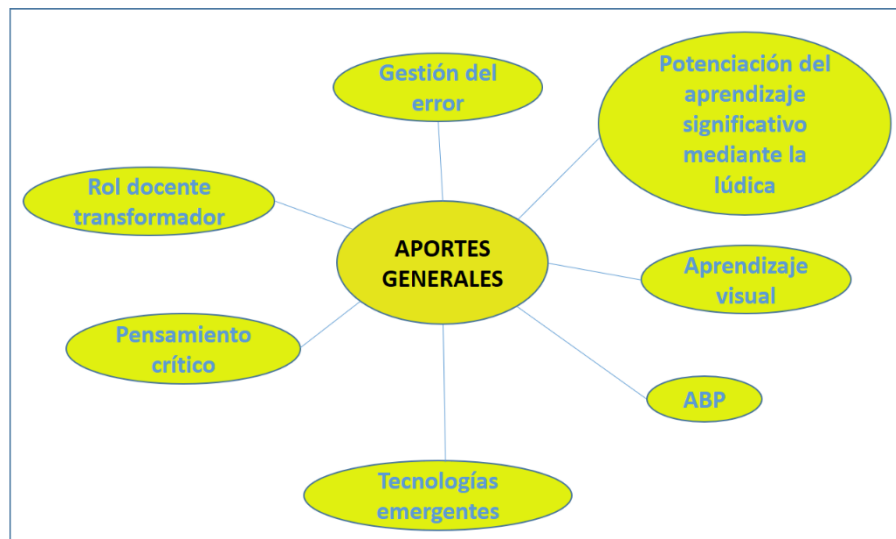 Gestión del
error
Potenciación del
aprendizaje
significativo
mediante la
lúdica
Rol docente
transformador
APORTES
GENERALES
Aprendizaje
visual
Pensamiento
crítico
ABP
Tecnologías
emergentes